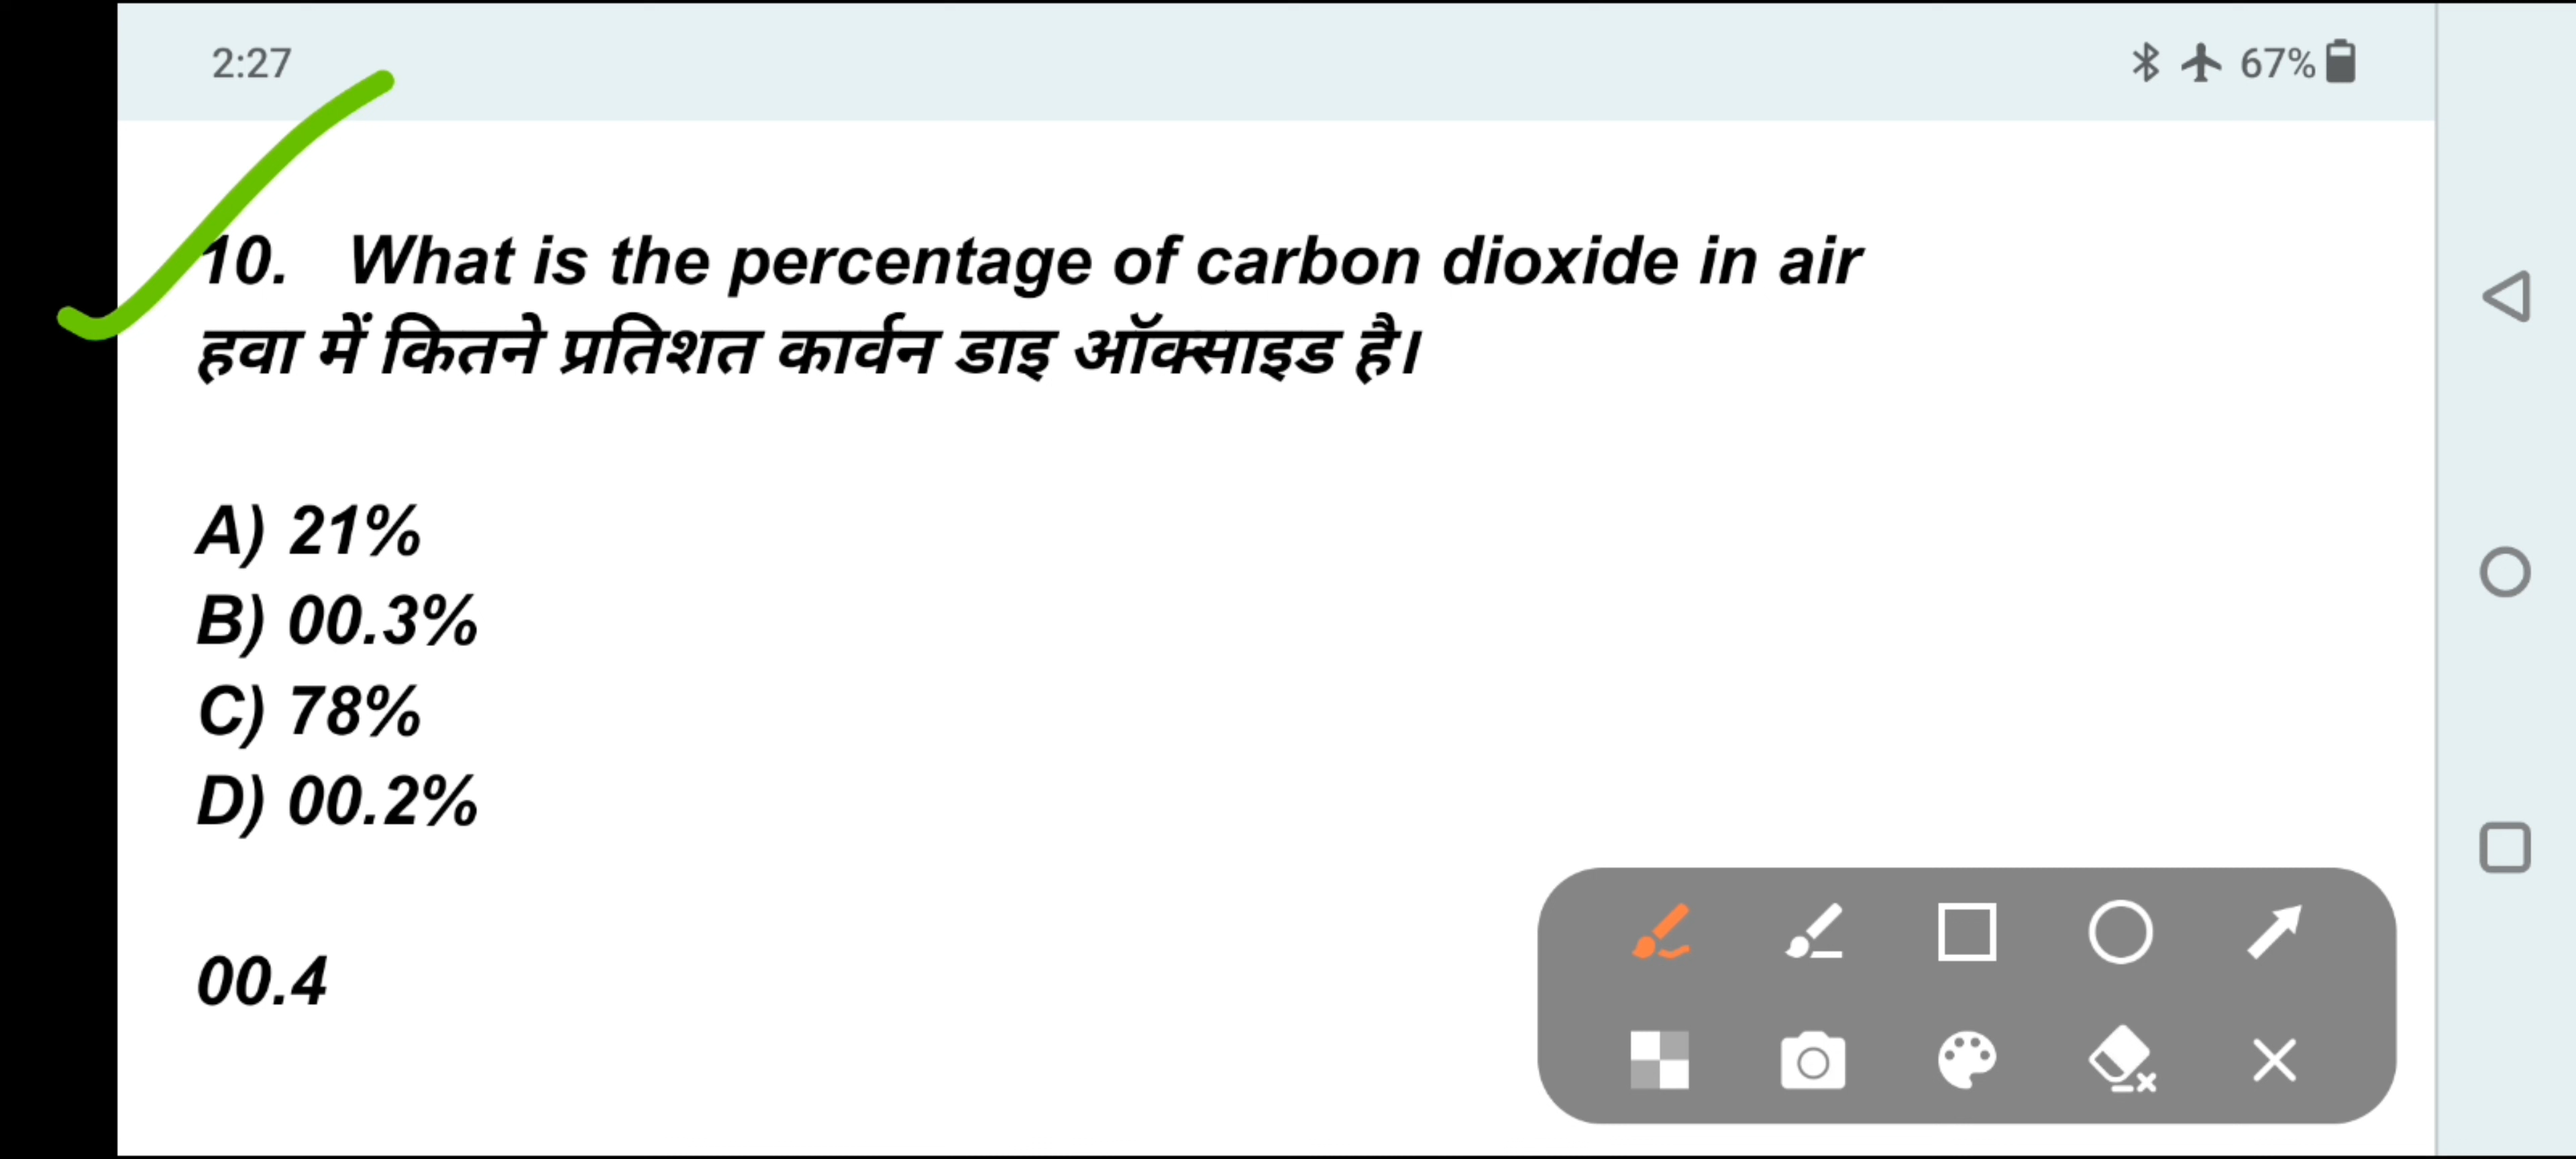 2:27
67%
10. What is the percentage of carbon dioxide in air
हवा में कितने प्रतिशत कार्वन डाइ ऑक्साइड है।
A) 21%
B) 00.3%
C) 78%
D) 00.2%
00.4